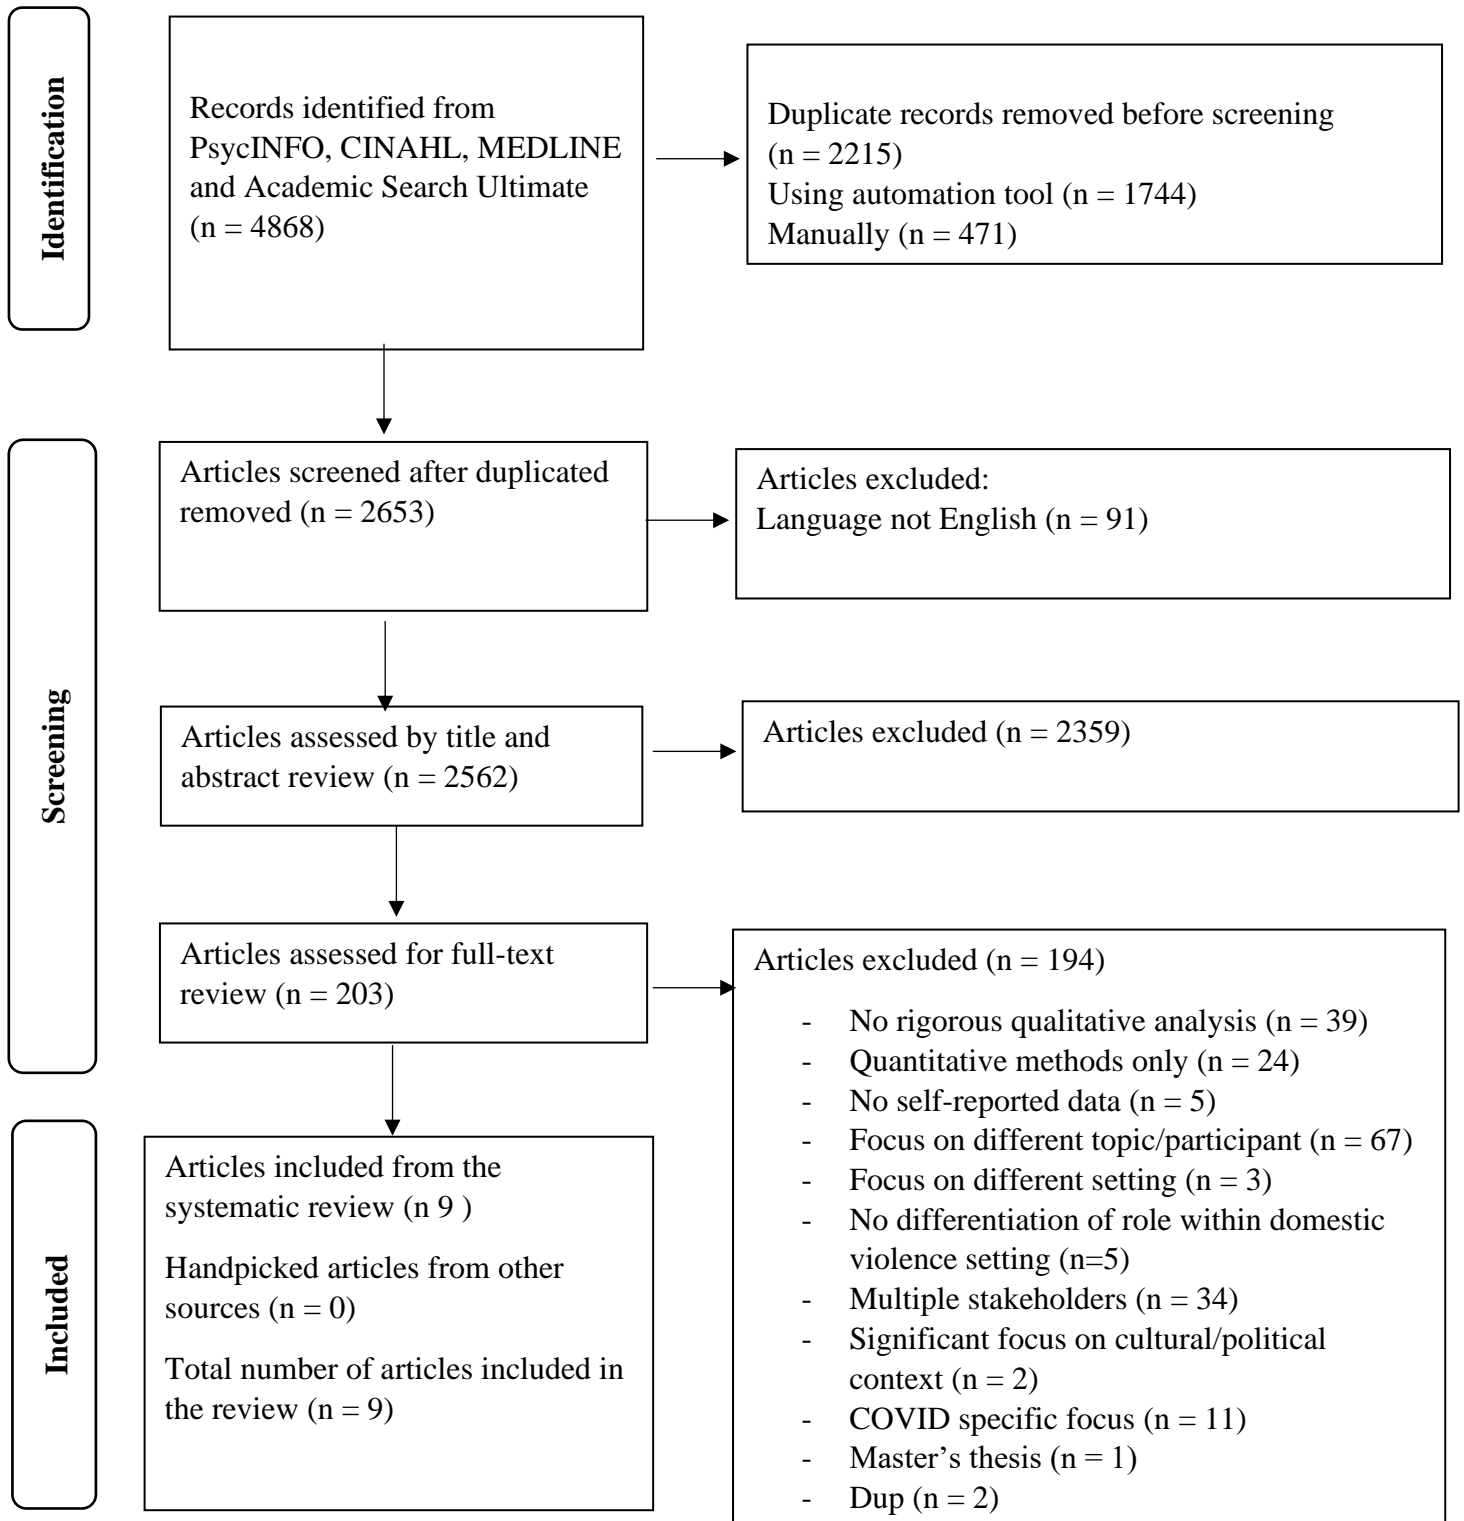 Identification
Records identified from
PsycINFO, CINAHL, MEDLINE
and Academic Search Ultimate
(n = 4868)
Duplicate records removed before screening
(n = 2215)
Using automation tool (n = 1744)
Manually (n = 471)
Screening
Articles screened after duplicated
removed (n = 2653)
Articles excluded:
Language not English (n = 91)
Articles assessed by title and
abstract review (n = 2562)
Articles excluded (n = 2359)
Articles assessed for full-text
review (n = 203)
Articles excluded (n = 194)
- No rigorous qualitative analysis (n = 39)
- Quantitative methods only (n = 24)
- No self-reported data (n = 5)
- Focus on different topic/participant (n = 67)
- Focus on different setting (n = 3)
- No differentiation of role within domestic
violence setting (n=5)
- Multiple stakeholders (n = 34)
- Significant focus on cultural/political
context (n = 2)
- COVID specific focus (n = 11)
- Master’s thesis (n = 1)
- Dup (n = 2)
Included
Articles included from the
systematic review (n 9 )
Handpicked articles from other
sources (n = 0)
Total number of articles included in
the review (n = 9)